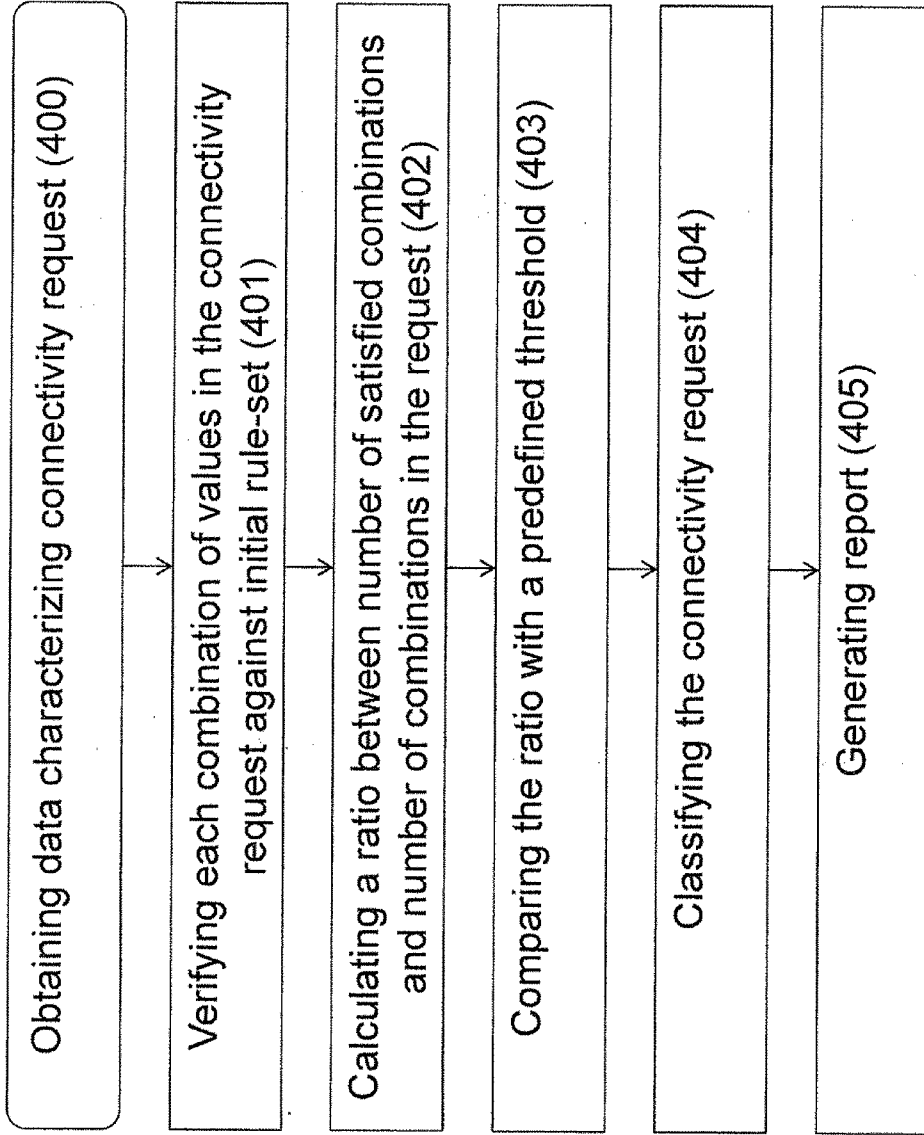 Obtaining data characterizing connectivity request (400)
Verifying each combination of values in the connectivity
request against initial rule-set (401)
Calculating a ratio between number of satisfied combinations
and number of combinations in the request (402)
Comparing the ratio with a predefined threshold (403)
Classifying the connectivity request (404)
Generating report (405)